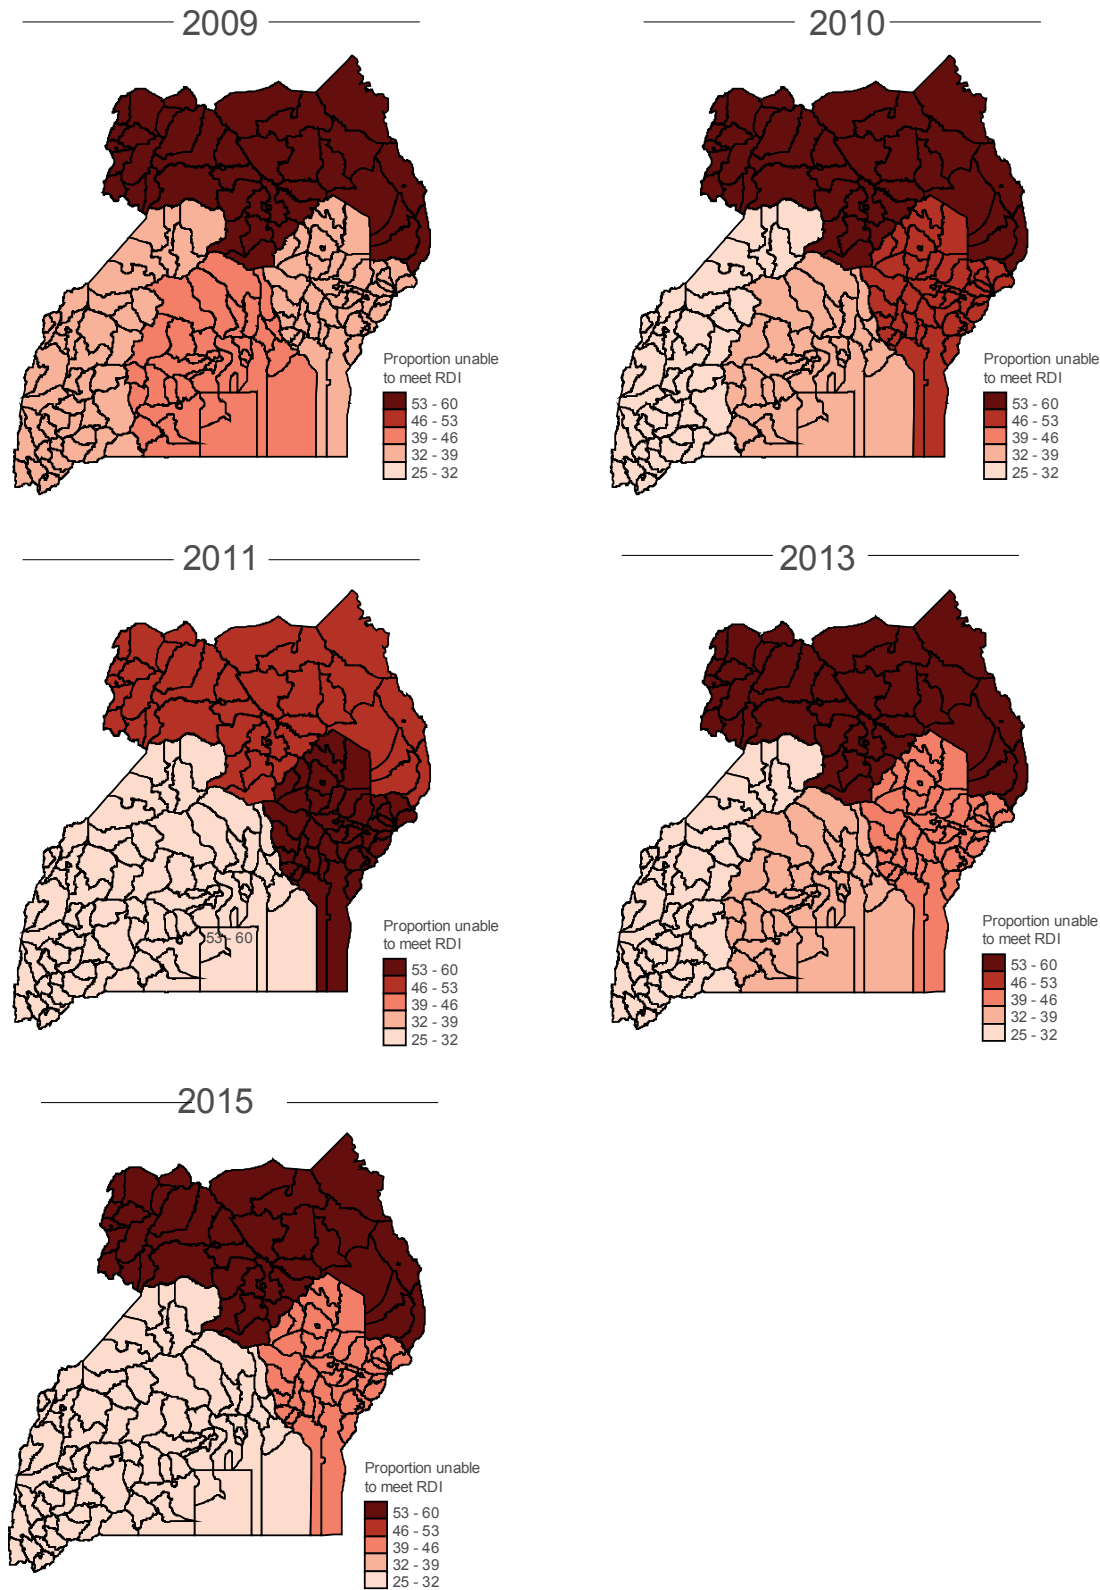 2009
Proportion unable
to meet RDI
53 - 60
46 - 53
39 - 46
32 - 39
25 - 32
2010
Proportion unable
to meet RDI
53 - 60
46 - 53
39 - 46
32 - 39
25 - 32
2011
53 - 60
Proportion unable
to meet RDI
53 - 60
46 - 53
39 - 46
32 - 39
25 - 32
2013
Proportion unable
to meet RDI
53 - 60
46 - 53
39 - 46
32 - 39
25 - 32
2015
Proportion unable
to meet RDI
53 - 60
46 - 53
39 - 46
32 - 39
25 - 32